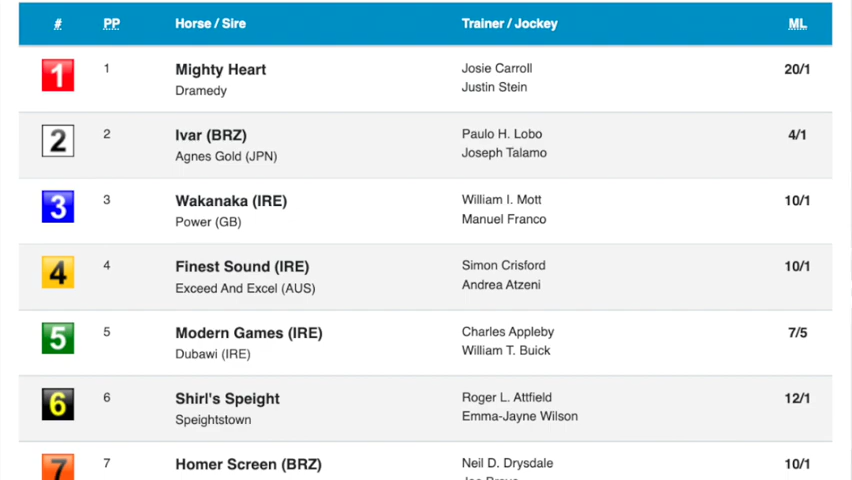 # PP Horse / Sire Trainer / Jockey ML
1 1 Mighty Heart Josie Carroll 20/1
Dramedy Justin Stein
2 2 Ivar (BRZ) Paulo H. Lobo 4/1
Agnes Gold (JPN) Joseph Talamo
3 3 Wakanaka (IRE) William I. Mott 10/1
Power (GB) Manuel Franco
4 4 Finest Sound (IRE) Simon Crisford 10/1
Exceed And Excel (AUS) Andrea Atzeni
5 5 Modern Games (IRE) Charles Appleby 7/5
Dubawi (IRE) William T. Buick
6 6 Shirl's Speight Roger L. Attfield 12/1
Speightstown Emma-Jayne Wilson
7 7 Homer Screen (BRZ) Neil D. Drysdale 10/1